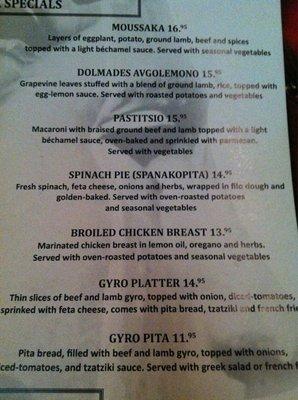 SPECIALS
MOUSSAKA 16.95
Layers of eggplant, potato, ground lamb, beef and spices
topped with a light béchamel sauce. Served with seasonal vegetables
DOLMADES AVGOLEMONO 15.95
Grapevine leaves stuffed with a blend of ground lamb, rice, topped with
egg-lemon sauce. Served with roasted potatoes and vegetables
PASTITSIO 15.95
Macaroni with braised ground beef and lamb topped with a light
béchamel sauce, oven-baked and sprinkled with parmesan.
Served with vegetables
SPINACH PIE (SPANAKOPITA) 14.95
Fresh spinach, feta cheese, onions and herbs, wrapped in filo dough and
golden-baked. Served with oven-roasted potatoes
and seasonal vegetables
BROILED CHICKEN BREAST 13.95
Marinated chicken breast in lemon oil, oregano and herbs.
Served with oven-roasted potatoes and seasonal vegetables
GYRO PLATTER 14.95
Thin slices of beef and lamb gyro, topped with onion, diced-tomatoes,
sprinked with feta cheese, comes with pita bread, tzatziki and french
GYRO PITA 11.95
Pita bread, filled with beef and lamb gyro, topped with onions,
iced-tomatoes, and tzatziki sauce. Served with greek salad or french